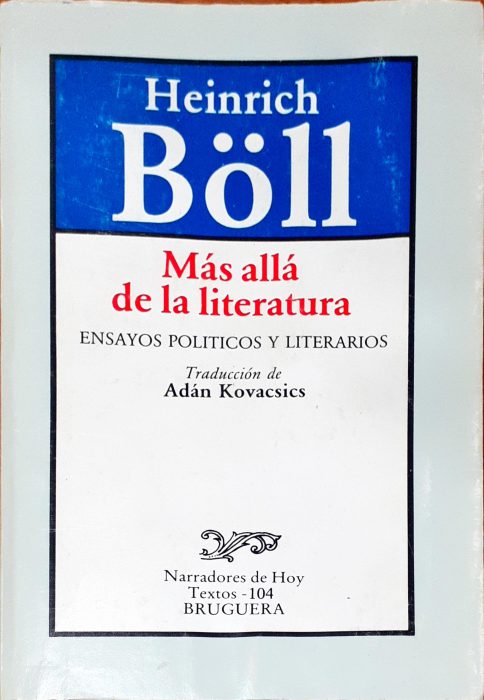 Heinrich
Böll
Más allá
de la literatura
ENSAYOS POLITICOS Y LITERARIOS
Traducción de
Adán Kovacsics
Narradores de Hoy
Textos -104
BRUGUERA